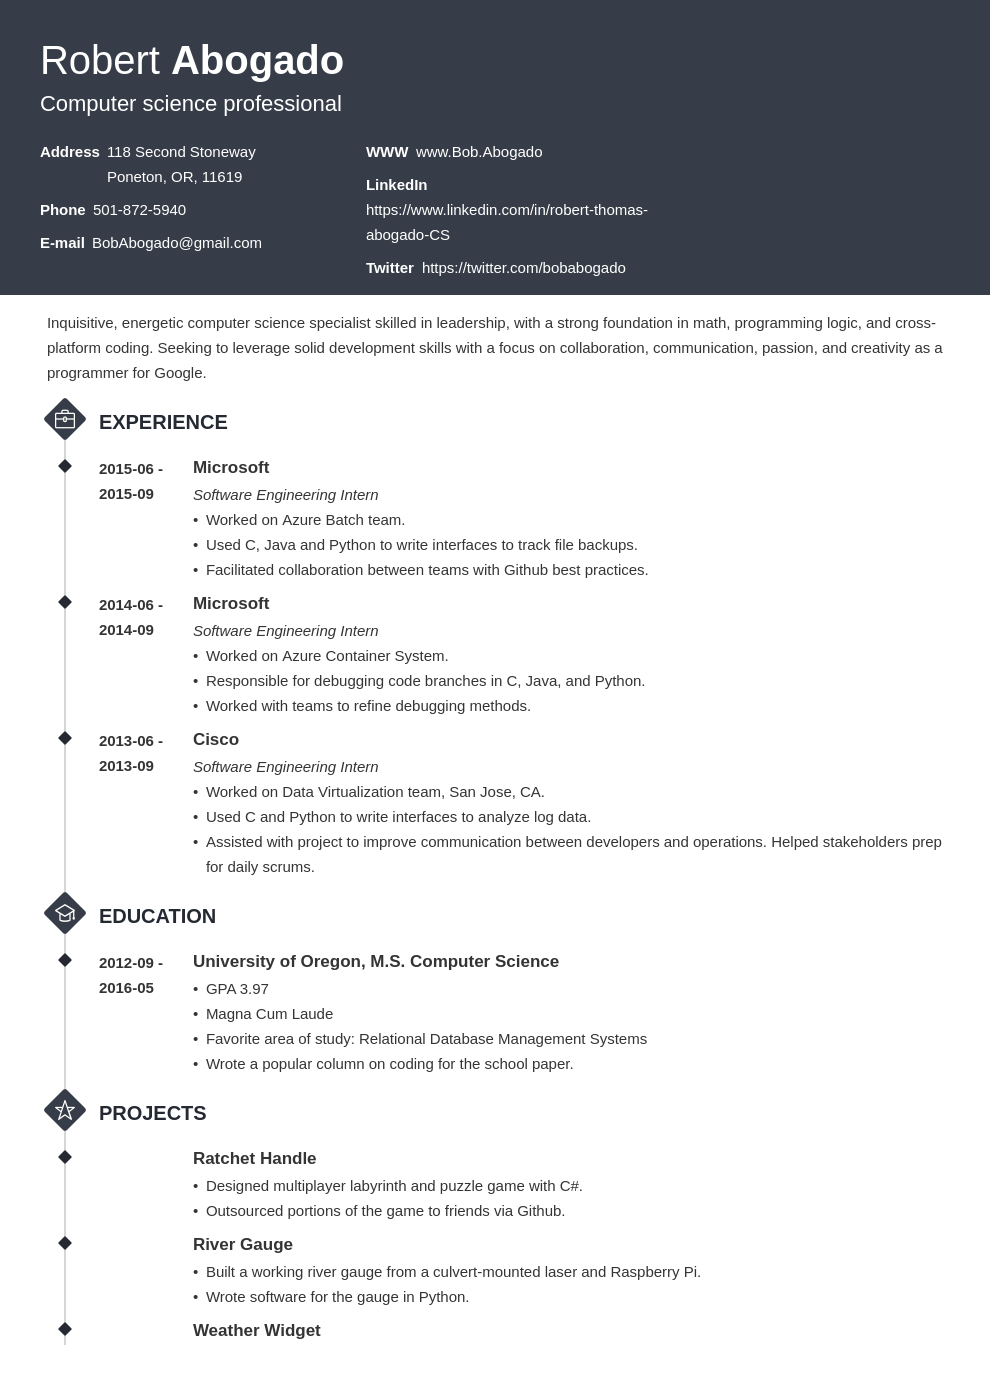 Robert Abogado
Computer science professional
Address 118 Second Stoneway
Poneton, OR, 11619
Phone 501-872-5940
E-mail BobAbogado@gmail.com
WWW www.Bob.Abogado
LinkedIn
https://www.linkedin.com/in/robert-thomas-
abogado-CS
Twitter https://twitter.com/bobabogado
Inquisitive, energetic computer science specialist skilled in leadership, with a strong foundation in math, programming logic, and cross-
platform coding. Seeking to leverage solid development skills with a focus on collaboration, communication, passion, and creativity as a
programmer for Google.
EXPERIENCE
2015-06 -
2015-09
Microsoft
Software Engineering Intern
• Worked on Azure Batch team.
• Used C, Java and Python to write interfaces to track file backups.
• Facilitated collaboration between teams with Github best practices.
2014-06 -
2014-09
Microsoft
Software Engineering Intern
• Worked on Azure Container System.
• Responsible for debugging code branches in C, Java, and Python.
• Worked with teams to refine debugging methods.
2013-06 -
2013-09
Cisco
Software Engineering Intern
• Worked on Data Virtualization team, San Jose, CA.
• Used C and Python to write interfaces to analyze log data.
• Assisted with project to improve communication between developers and operations. Helped stakeholders prep
for daily scrums.
EDUCATION
2012-09 -
2016-05
University of Oregon, M.S. Computer Science
• GPA 3.97
• Magna Cum Laude
• Favorite area of study: Relational Database Management Systems
• Wrote a popular column on coding for the school paper.
PROJECTS
Ratchet Handle
• Designed multiplayer labyrinth and puzzle game with C#.
• Outsourced portions of the game to friends via Github.
River Gauge
• Built a working river gauge from a culvert-mounted laser and Raspberry Pi.
• Wrote software for the gauge in Python.
Weather Widget